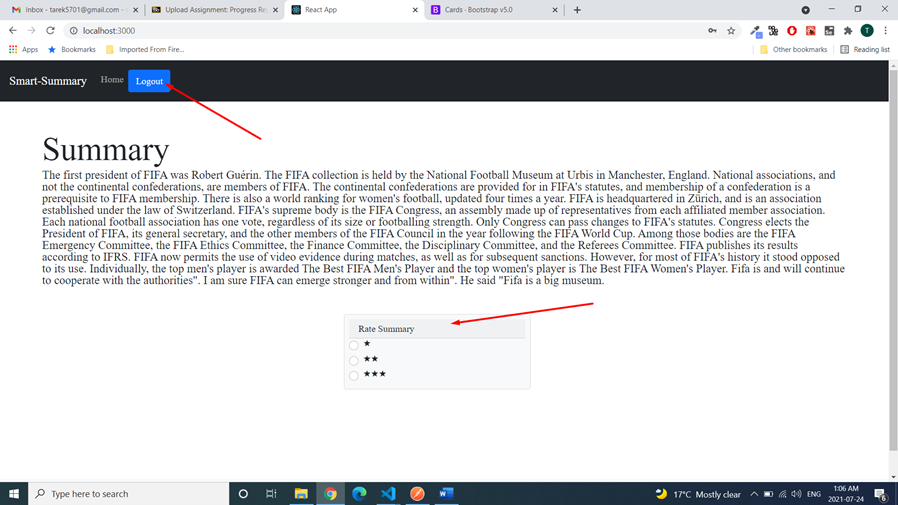 Inbox - tarek5701@gmail.com -
Upload Assignment: Progress Re
React App
Cards · Bootstrap v5.0
localhost:3000
Apps
Bookmarks
Imported From Fire...
Other bookmarks
Reading list
Smart-Summary
Home
Logout
Summary
The first president of FIFA was Robert Guérin. The FIFA collection is held by the National Football Museum at Urbis in Manchester, England. National associations, and
not the continental confederations, are members of FIFA. The continental confederations are provided for in FIFA's statutes, and membership of a confederation is a
prerequisite to FIFA membership. There is also a world ranking for women's football, updated four times a year. FIFA is headquartered in Zürich, and is an association
established under the law of Switzerland. FIFA's supreme body is the FIFA Congress, an assembly made up of representatives from each affiliated member association.
Each national football association has one vote, regardless of its size or footballing strength. Only Congress can pass changes to FIFA's statutes. Congress elects the
President of FIFA, its general secretary, and the other members of the FIFA Council in the year following the FIFA World Cup. Among those bodies are the FIFA
Emergency Committee, the FIFA Ethics Committee, the Finance Committee, the Disciplinary Committee, and the Referees Committee. FIFA publishes its results
according to IFRS. FIFA now permits the use of video evidence during matches, as well as for subsequent sanctions. However, for most of FIFA's history it stood opposed
to its use. Individually, the top men's player is awarded The Best FIFA Men's Player and the top women's player is The Best FIFA Women's Player. Fifa is and will continue
to cooperate with the authorities". I am sure FIFA can emerge stronger and from within". He said "Fifa is a big museum.
Rate Summary
★
★★
★★★
Type here to search
17°C Mostly clear
ENG
1:06 AM
2021-07-24